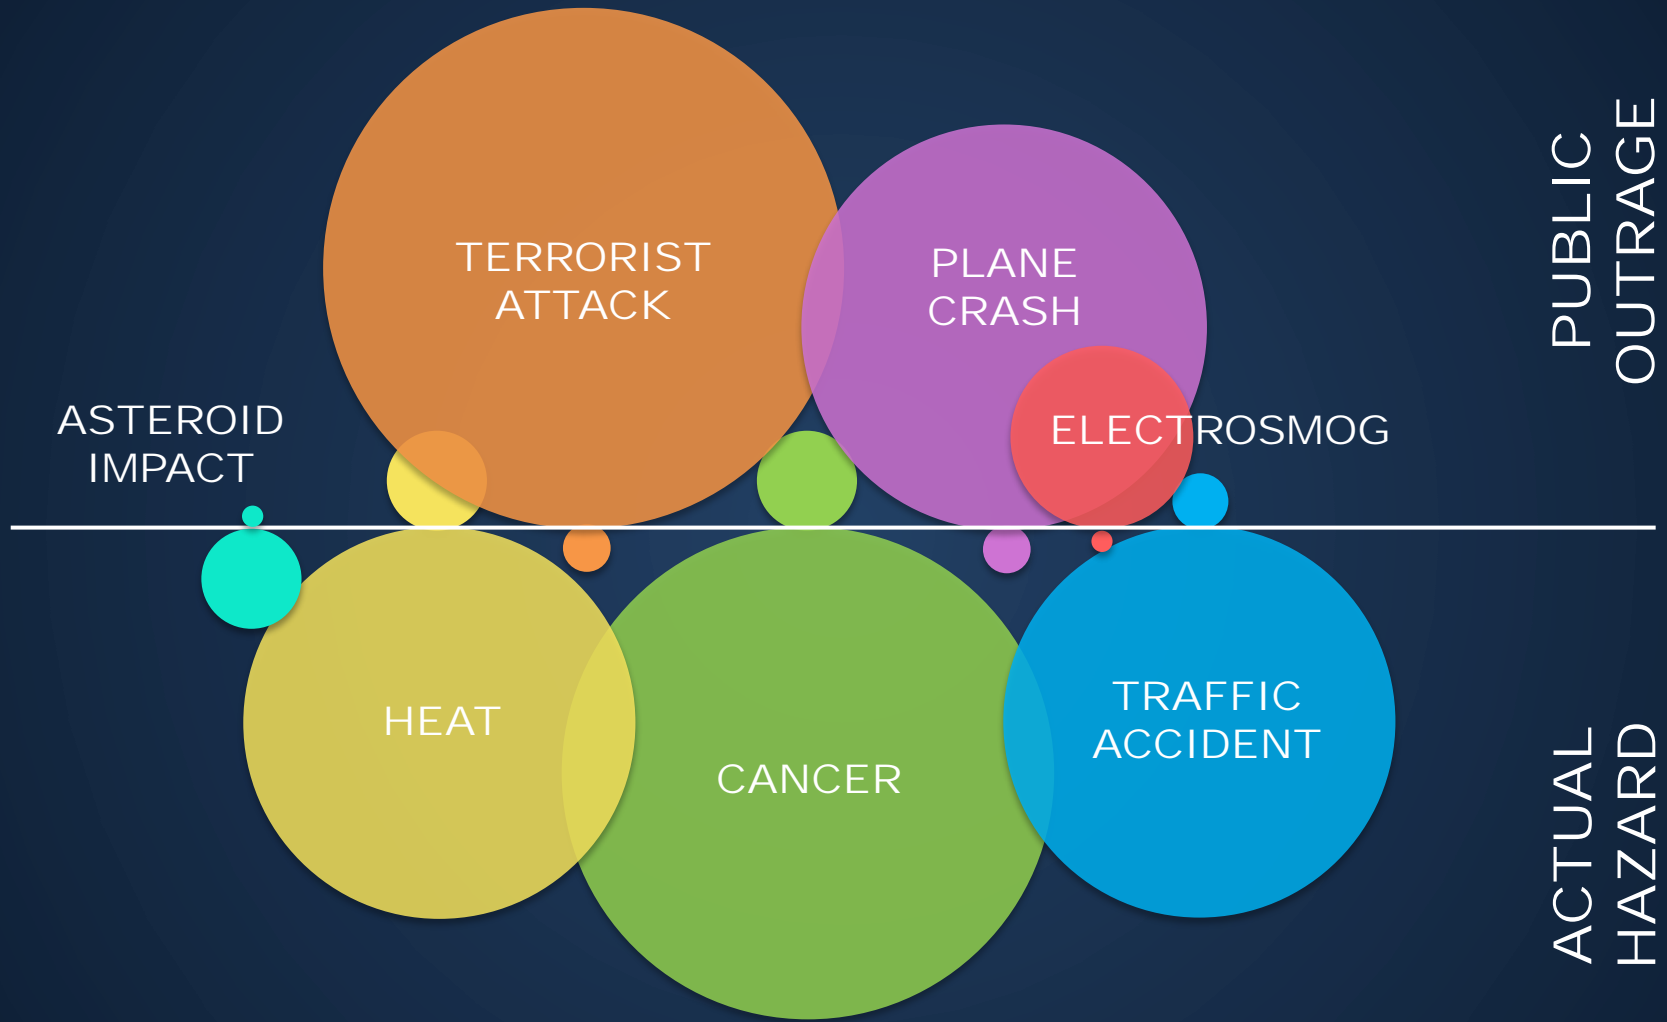 TERRORIST
ATTACK
PLANE
CRASH
PUBLIC
OUTRAGE
ASTEROID
IMPACT
ELECTROSMOG
HEAT
CANCER
TRAFFIC
ACCIDENT
ACTUAL
HAZARD